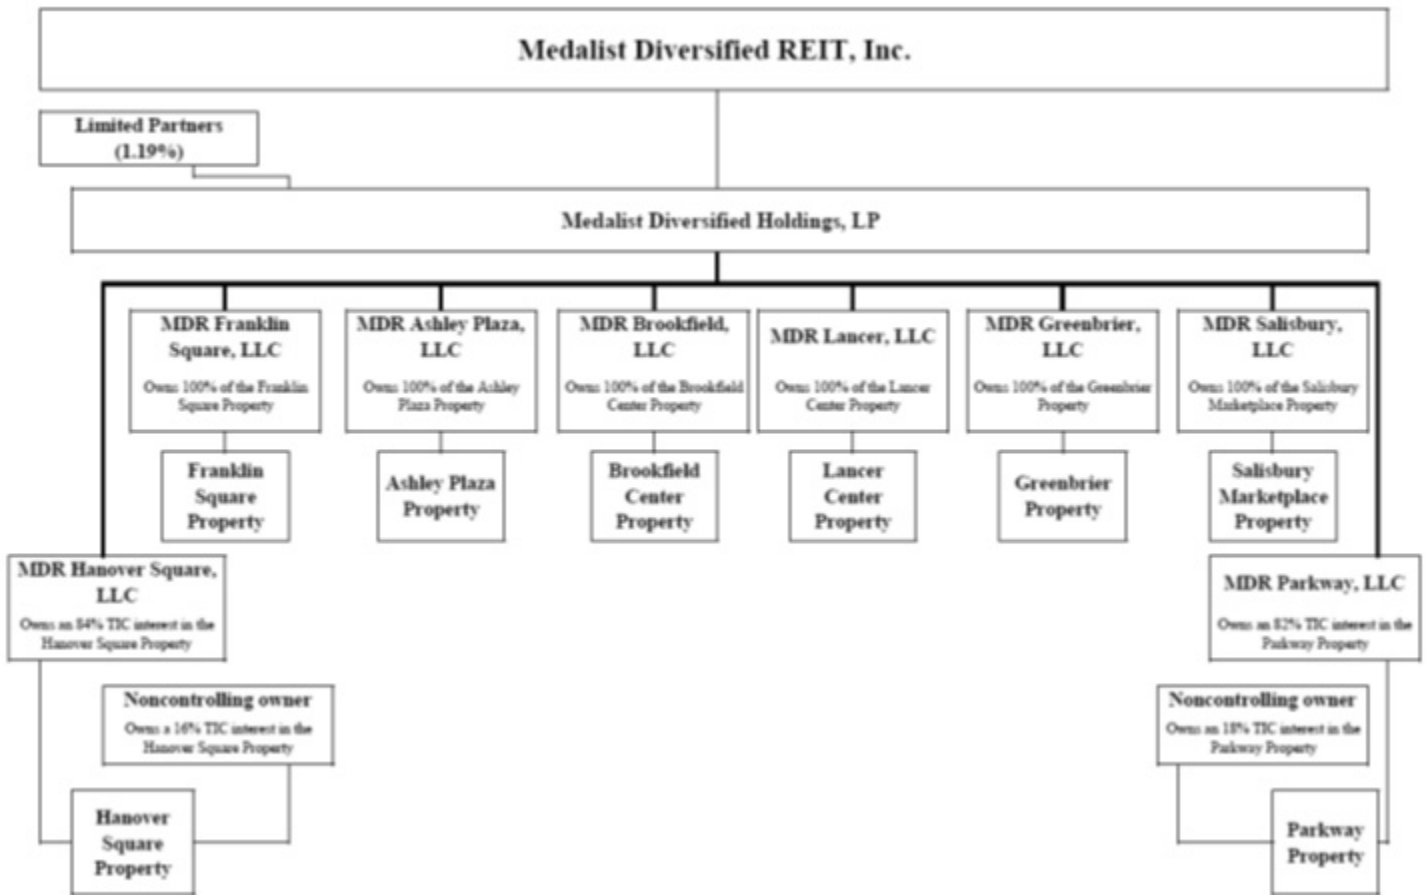 Medalist Diversified REIT, Inc.
Limited Partners
(1.19%)
Medalist Diversified Holdings, LP
MDR Franklin
Square, LLC
Owns 100% of the Franklin
Square Property
MDR Ashley Plaza,
LLC
Owns 100% of the Ashley
Plaza Property
MDR Brookfield,
LLC
Owns 100% of the Brookfield
Center Property
MDR Lancer, LLC
Owns 100% of the Lancer
Center Property
MDR Greenbrier,
LLC
Owns 100% of the Greenbrier
Property
MDR Salisbury,
LLC
Owns 100% of the Salisbury
Marketplace Property
Franklin
Square
Property
Ashley Plaza
Property
Brookfield
Center
Property
Lancer
Center
Property
Greenbrier
Property
Salisbury
Marketplace
Property
MDR Hanover Square,
LLC
Owns an 84% TIC interest in the
Hanover Square Property
MDR Parkway, LLC
Owns an 82% TIC interest in the
Parkway Property
Noncontrolling owner
Owns a 16% TIC interest in the
Hanover Square Property
Noncontrolling owner
Owns an 18% TIC interest in the
Parkway Property
Hanover
Square
Property
Parkway
Property